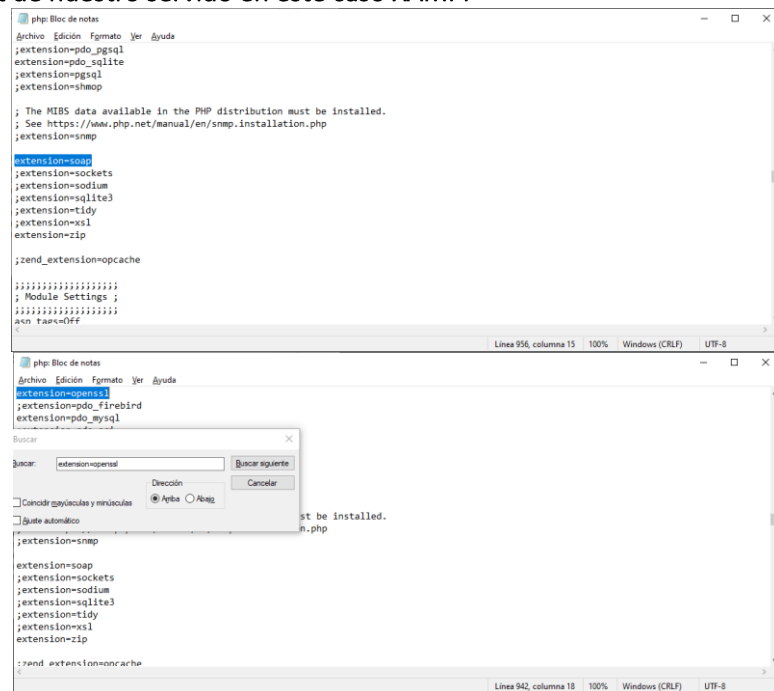 php: Bloc de notas
Archivo Edición Formato Ver Ayuda
;extension=pdo_pgsql
extension=pdo_sqlite
;extension=pgsql
;extension=shmop
; The MIBS data available in the PHP distribution must be installed.
; See https://www.php.net/manual/en/snmp.installation.php
;extension=snmp
extension=soap
;extension=sockets
;extension=sodium
;extension=sqlite3
;extension=tidy
;extension=xsl
extension=zip
;zend_extension=opcache
;;;;;;;;;;;;;;;;;;;
; Module Settings ;
;;;;;;;;;;;;;;;;;;;
asp_tags=Off
Línea 956, columna 15 100% Windows (CRLF) UTF-8
php: Bloc de notas
Archivo Edición Formato Ver Ayuda
extension=openssl
;extension=pdo_firebird
extension=pdo_mysql
Buscar
Buscar: extension=openssl Buscar siguiente
Dirección Cancelar
Coincidir mayúsculas y minúsculas Arriba Abajo
Ajuste automático
st be installed.
n.php
;extension=snmp
extension=soap
;extension=sockets
;extension=sodium
;extension=sqlite3
;extension=tidy
;extension=xsl
extension=zip
;zend_extension=opcache
Línea 942, columna 18 100% Windows (CRLF) UTF-8